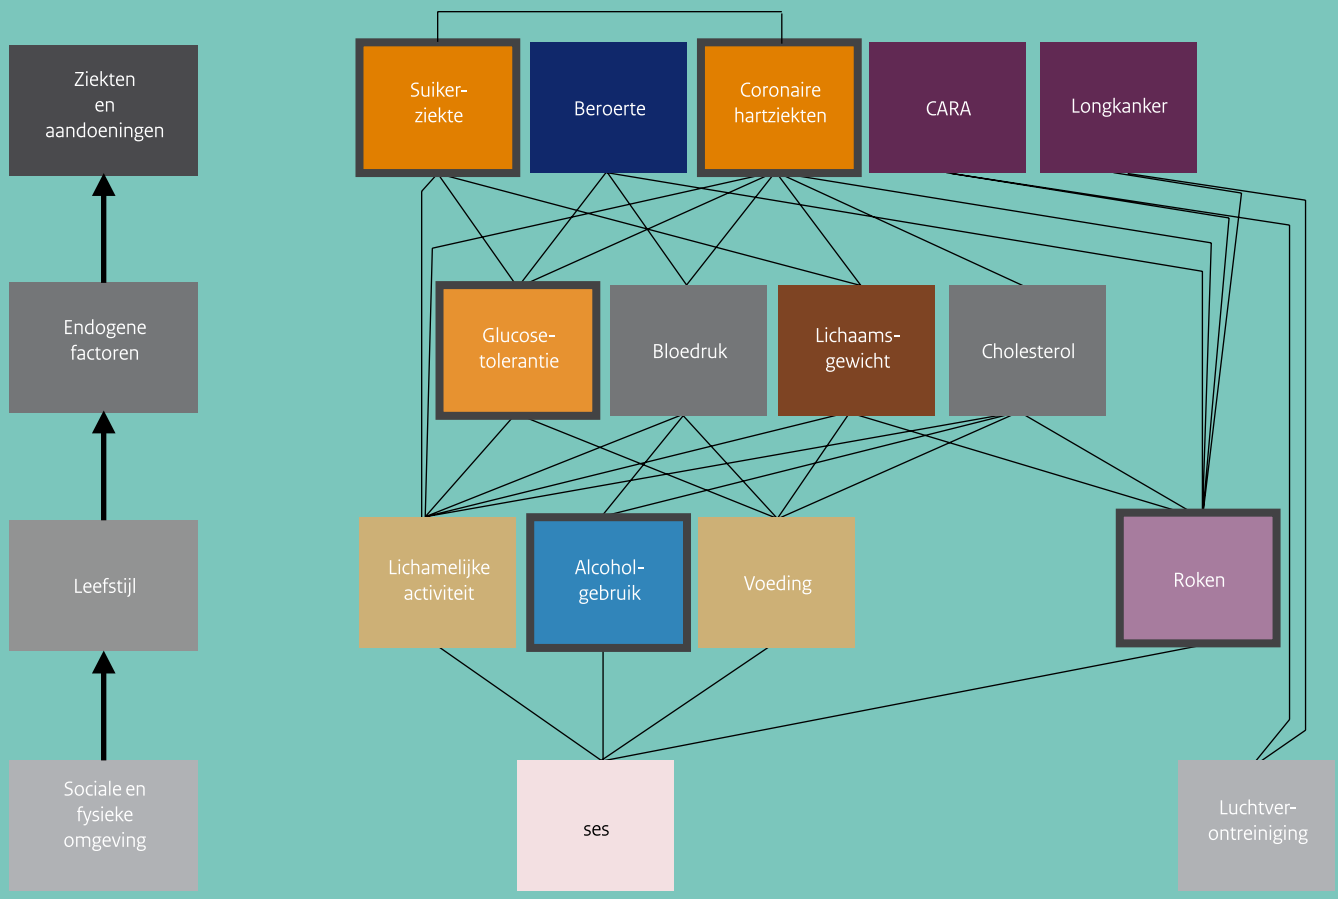 Ziekten
en
aandoeningen
Suiker-
ziekte
Beroerte
Coronaire
hartziekten
CARA
Longkanker
Endogene
factoren
Glucose-
tolerantie
Bloedruk
Lichaams-
gewicht
Cholesterol
Leefstijl
Lichamelijke
activiteit
Alcohol-
gebruik
Voeding
Roken
Sociale en
fysieke
omgeving
ses
Luchtver-
ontreiniging